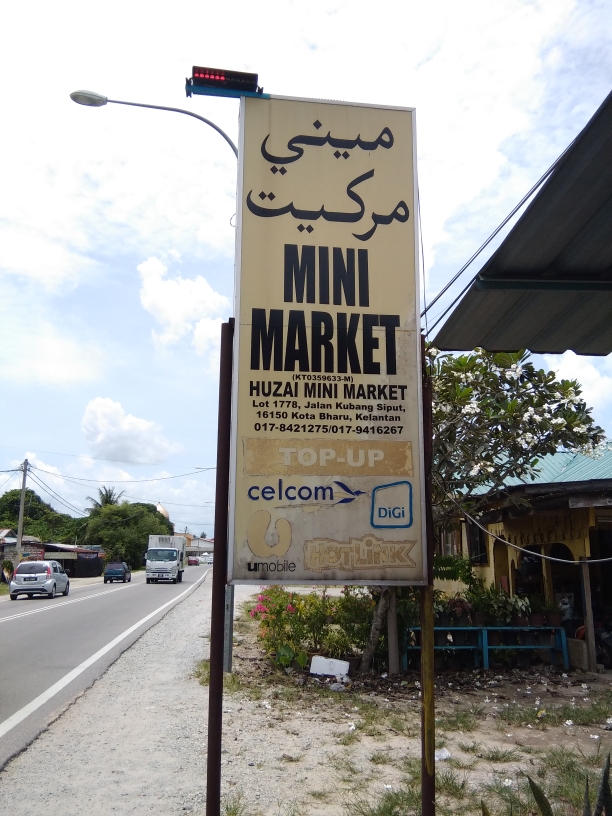 ميني
مركيت
MINI
MARKET
(KT0359633-M)
HUZAI MINI MARKET
Lot 1778, Jalan Kubang Siput,
16150 Kota Bharu, Kelantan
017-8421275/017-9416267
TOP-UP
celcom
DiGi
umobile
HOTLINK